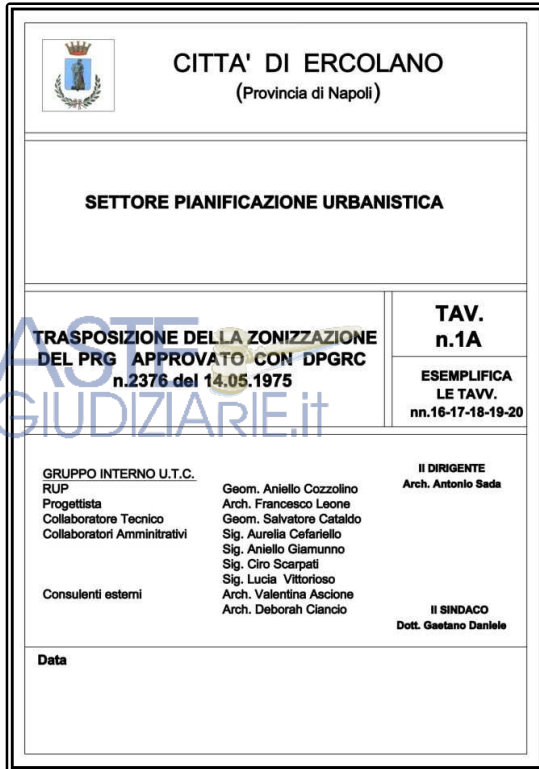 CITTA' DI ERCOLANO
(Provincia di Napoli)
SETTORE PIANIFICAZIONE URBANISTICA
TRASPOSIZIONE DELLA ZONIZZAZIONE
DEL PRG APPROVATO CON DPGRC
n.2376 del 14.05.1975
TAV.
n.1A
ESEMPLIFICA
LE TAVV.
nn.16-17-18-19-20
ASTE
GIUDIZIARIE.it
GRUPPO INTERNO U.T.C.
RUP Geom. Aniello Cozzolino
Progettista Arch. Francesco Leone
Collaboratore Tecnico Geom. Salvatore Cataldo
Collaboratori Amminitrativi Sig. Aurelia Cefariello
Sig. Aniello Giamunno
Sig. Ciro Scarpati
Sig. Lucia Vittorioso
Consulenti esterni Arch. Valentina Ascione
Arch. Deborah Ciancio
Il DIRIGENTE
Arch. Antonio Sada
Il SINDACO
Dott. Gaetano Daniele
Data